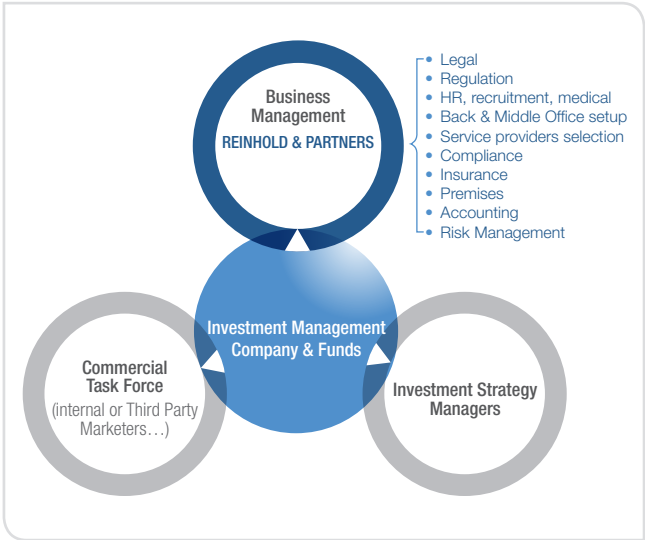 Business
Management
REINHOLD & PARTNERS
• Legal
• Regulation
• HR, recruitment, medical
• Back & Middle Office setup
• Service providers selection
• Compliance
• Insurance
• Premises
• Accounting
• Risk Management
Investment Management
Company & Funds
Commercial
Task Force
(internal or Third Party
Marketers…)
Investment Strategy
Managers